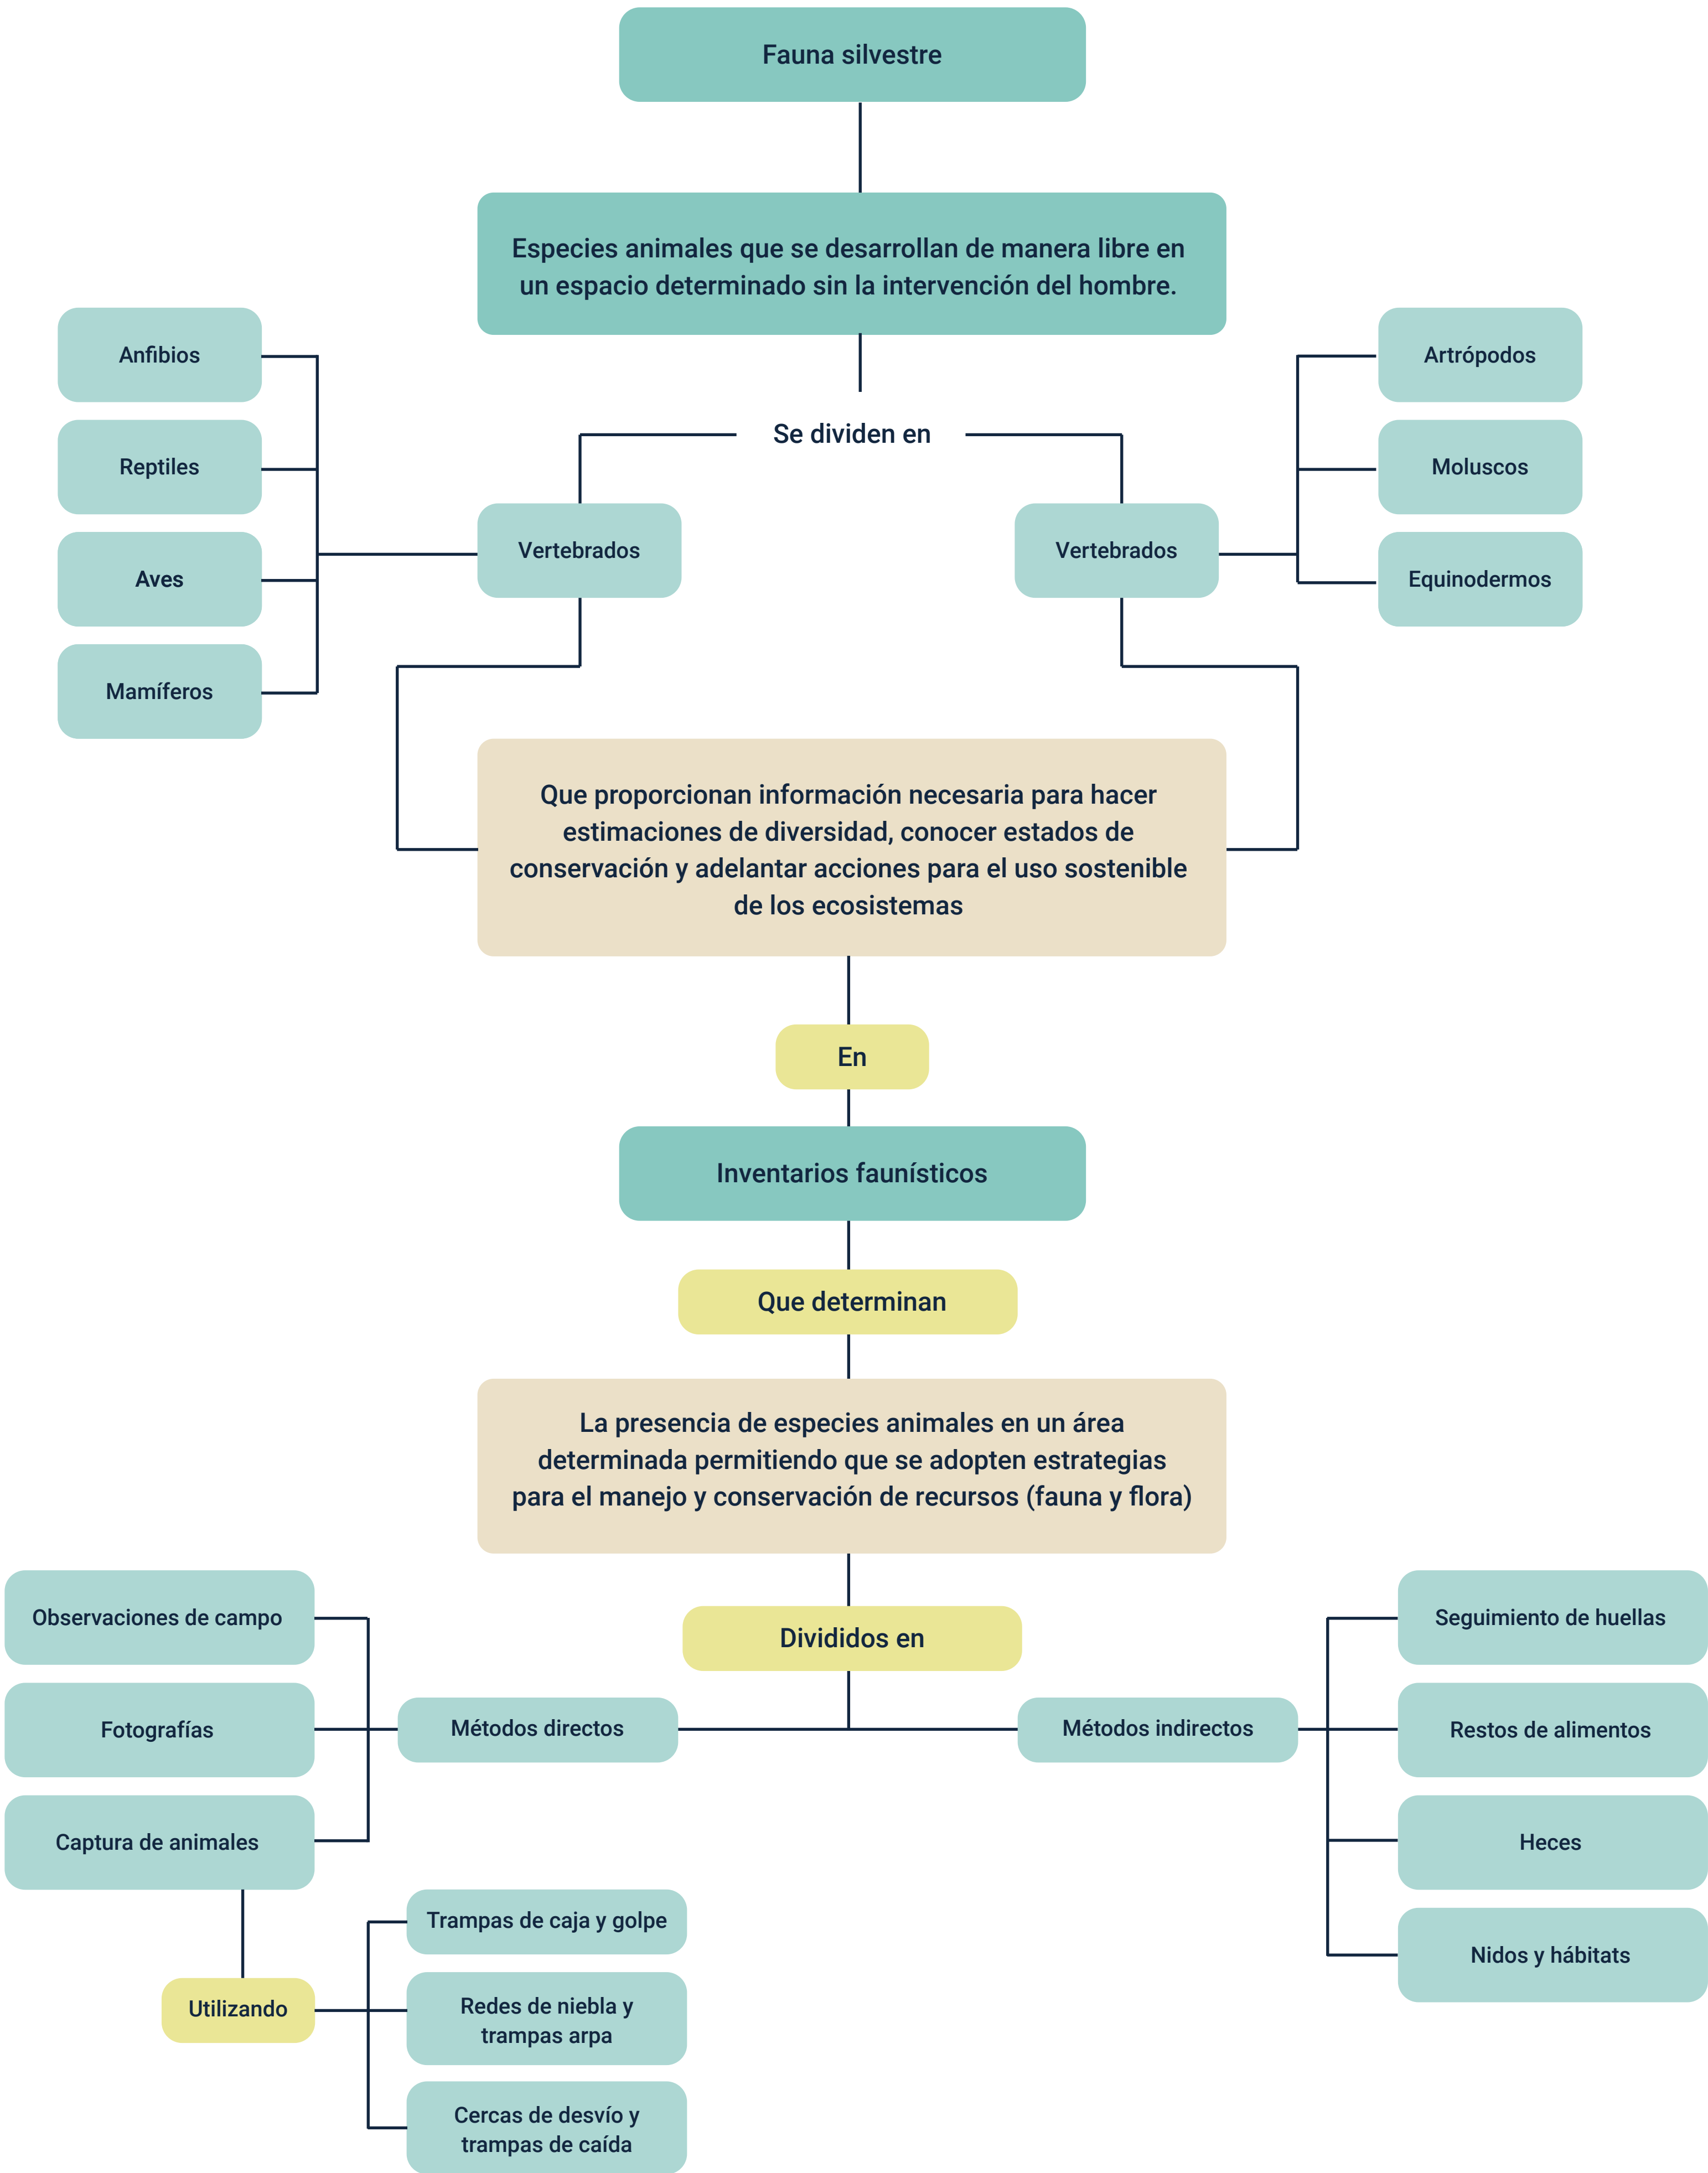 Fauna silvestre
Especies animales que se desarrollan de manera libre en
un espacio determinado sin la intervención del hombre.
Se dividen en
Vertebrados
Anfibios
Reptiles
Aves
Mamíferos
Vertebrados
Artrópodos
Moluscos
Equinodermos
Que proporcionan información necesaria para hacer
estimaciones de diversidad, conocer estados de
conservación y adelantar acciones para el uso sostenible
de los ecosistemas
En
Inventarios faunísticos
Que determinan
La presencia de especies animales en un área
determinada permitiendo que se adopten estrategias
para el manejo y conservación de recursos (fauna y flora)
Divididos en
Métodos directos
Observaciones de campo
Fotografías
Captura de animales
Utilizando
Trampas de caja y golpe
Redes de niebla y
trampas arpa
Cercas de desvío y
trampas de caída
Métodos indirectos
Seguimiento de huellas
Restos de alimentos
Heces
Nidos y hábitats